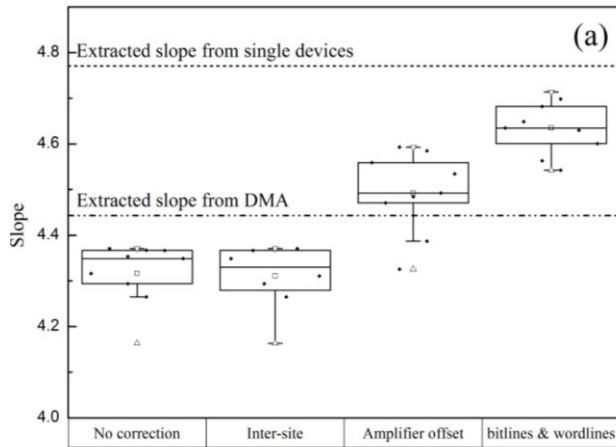 (a)
4.8
Extracted slope from single devices
4.6
Extracted slope from DMA
4.4
Slope
4.2
4.0
No correction
Inter-site
Amplifier offset
bitlines & wordlines